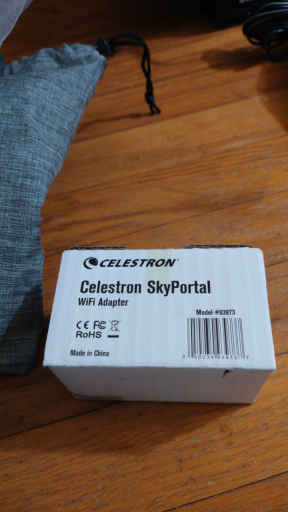 CELESTRON
Celestron SkyPortal
WiFi Adapter
Model #93973
CE FC
RoHS
Made in China